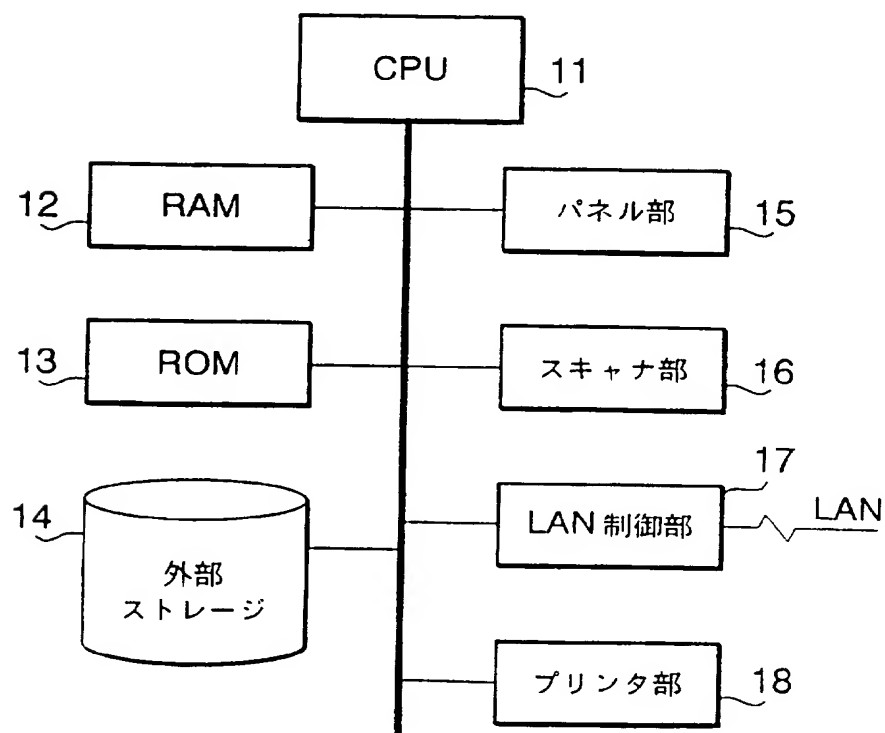 CPU
11
12
RAM
パネル部
15
13
ROM
スキャナ部
16
14
外部
ストレージ
17
LAN 制御部
LAN
プリンタ部
18